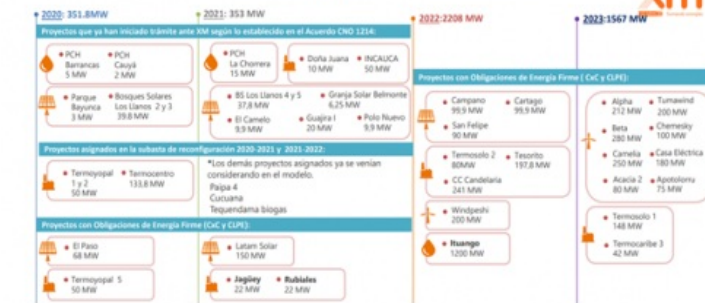 xm
2020: 351.8MW
2021: 353 MW
2022:2208 MW
2023:1567 MW
Proyectos que ya han iniciado trámite ante XM según lo establecido en el Acuerdo CNO 1214:
PCH
Barrancas
5 MW
PCH
Cauyá
2 MW
Parque
Bayunca
3 MW
Bosques Solares
Los Llanos 2 y 3
39.8MW
PCH
La Chorrera
15 MW
Doña Juana
10 MW
INCAUCA
50 MW
BS Los Llanos 4 y 5
37,8 MW
Granja Solar Belmonte
6,25 MW
El Camelo
9,9 MW
Guajira I
20 MW
Polo Nuevo
9,9 MW
Proyectos asignados en la subasta de reconfiguración 2020-2021 y 2021-2022:
Termoyopal
1 y 2
50 MW
Termocentro
133,8 MW
*Los demás proyectos asignados ya se venían
considerando en el modelo.
Paipa 4
Cucuana
Tequendama biogas
Proyectos con Obligaciones de Energía Firme (CxC y CLPE):
El Paso
68 MW
Termoyopal 5
50 MW
Latam Solar
150 MW
Jagüey
22 MW
Rubiales
22 MW
Proyectos con Obligaciones de Energía Firme ( CxC y CLPE):
Campano
99,9 MW
Cartago
99,9MW
San Felipe
90 MW
Termosolo 2
80MW
Tesorito
197,8 MW
CC Candelaria
241 MW
Windpeshi
200 MW
Ituango
1200 MW
Alpha
212 MW
Tumawind
200 MW
Beta
280 MW
Chemesky
100 MW
Camelia
250 MW
Casa Eléctrica
180 MW
Acacia 2
80 MW
Apotolorru
75 MW
Termosolo 1
148 MW
Termocaribe 3
42 MW